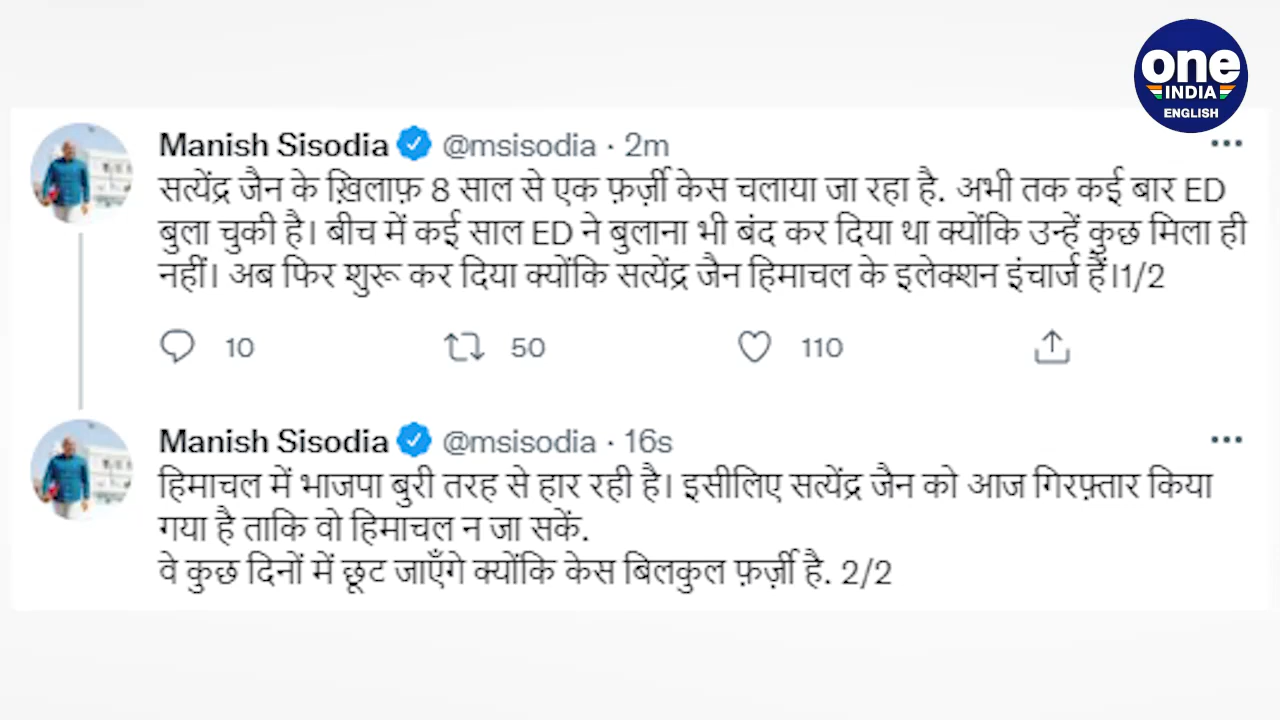 one
INDIA
ENGLISH
Manish Sisodia @msisodia · 2m
सत्येंद्र जैन के ख़िलाफ़ 8 साल से एक फ़र्ज़ी केस चलाया जा रहा है. अभी तक कई बार ED
बुला चुकी है। बीच में कई साल ED ने बुलाना भी बंद कर दिया था क्योंकि उन्हें कुछ मिला ही
नहीं। अब फिर शुरू कर दिया क्योंकि सत्येंद्र जैन हिमाचल के इलेक्शन इंचार्ज हैं।1/2
10 50 110
Manish Sisodia @msisodia · 16s
हिमाचल में भाजपा बुरी तरह से हार रही है। इसीलिए सत्येंद्र जैन को आज गिरफ़्तार किया
गया है ताकि वो हिमाचल न जा सकें.
वे कुछ दिनों में छूट जाएँगे क्योंकि केस बिलकुल फ़र्ज़ी है. 2/2